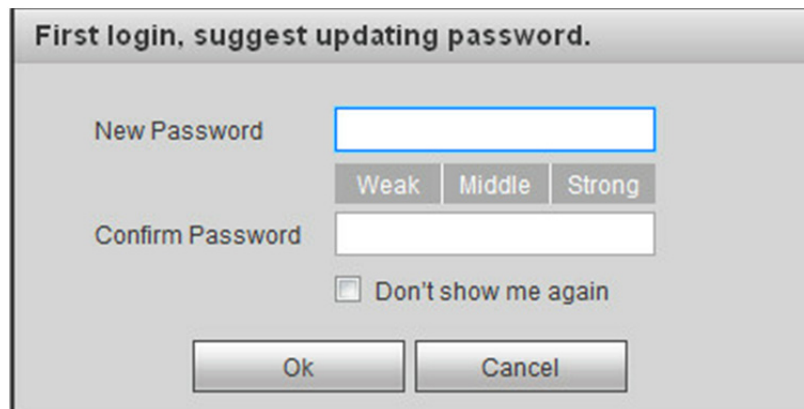 First login, suggest updating password.
New Password
Weak Middle Strong
Confirm Password
Don't show me again
Ok Cancel